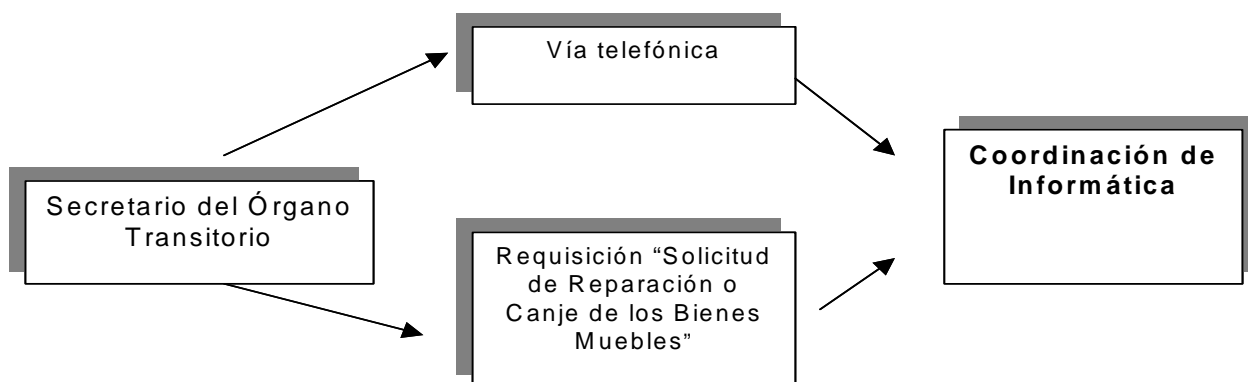 Vía telefónica
Coordinación de
Informática
Secretario del Órgano
Transitorio
Requisición “Solicitud
de Reparación o
Canje de los Bienes
Muebles”